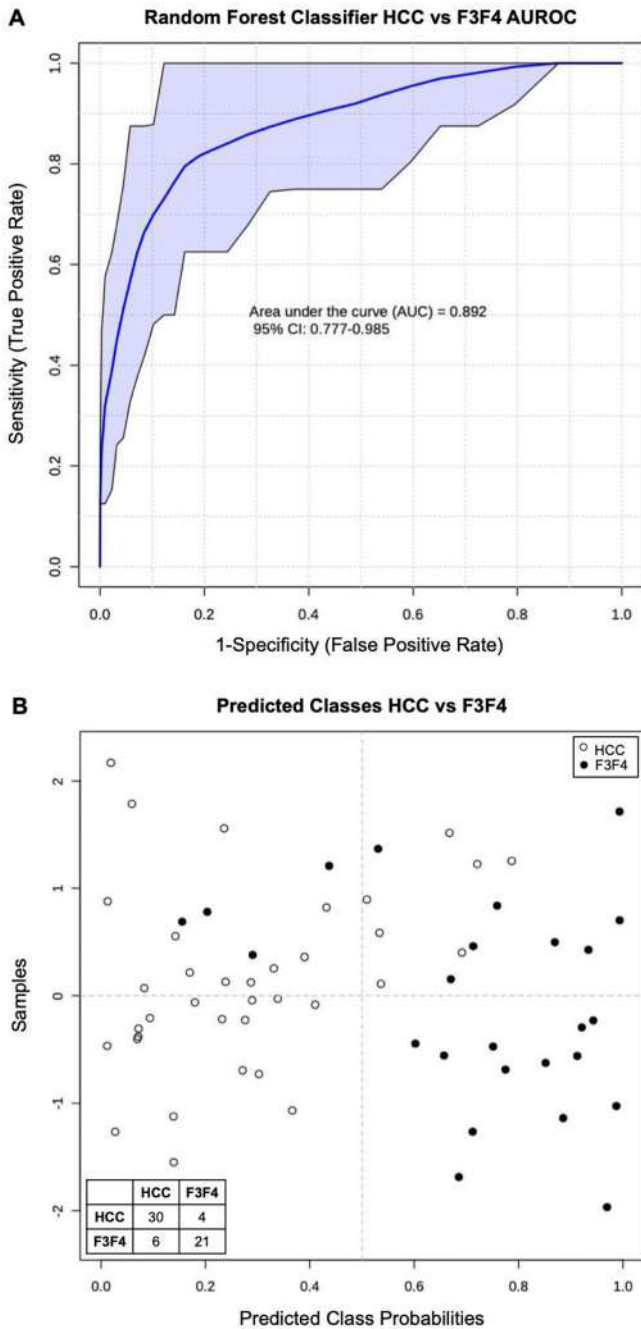 A
Random Forest Classifier HCC vs F3F4 AUROC
Sensitivity (True Positive Rate)
1.0
0.8
0.6
0.4
0.2
0.0
Area under the curve (AUC) = 0.892
95% CI: 0.777-0.985
0.0 0.2 0.4 0.6 0.8 1.0
1-Specificity (False Positive Rate)
B
Predicted Classes HCC vs F3F4
HCC
F3F4
Samples
2
1
0
-1
-2
HCC F3F4
HCC 30 4
F3F4 6 21
0.0 0.2 0.4 0.6 0.8 1.0
Predicted Class Probabilities